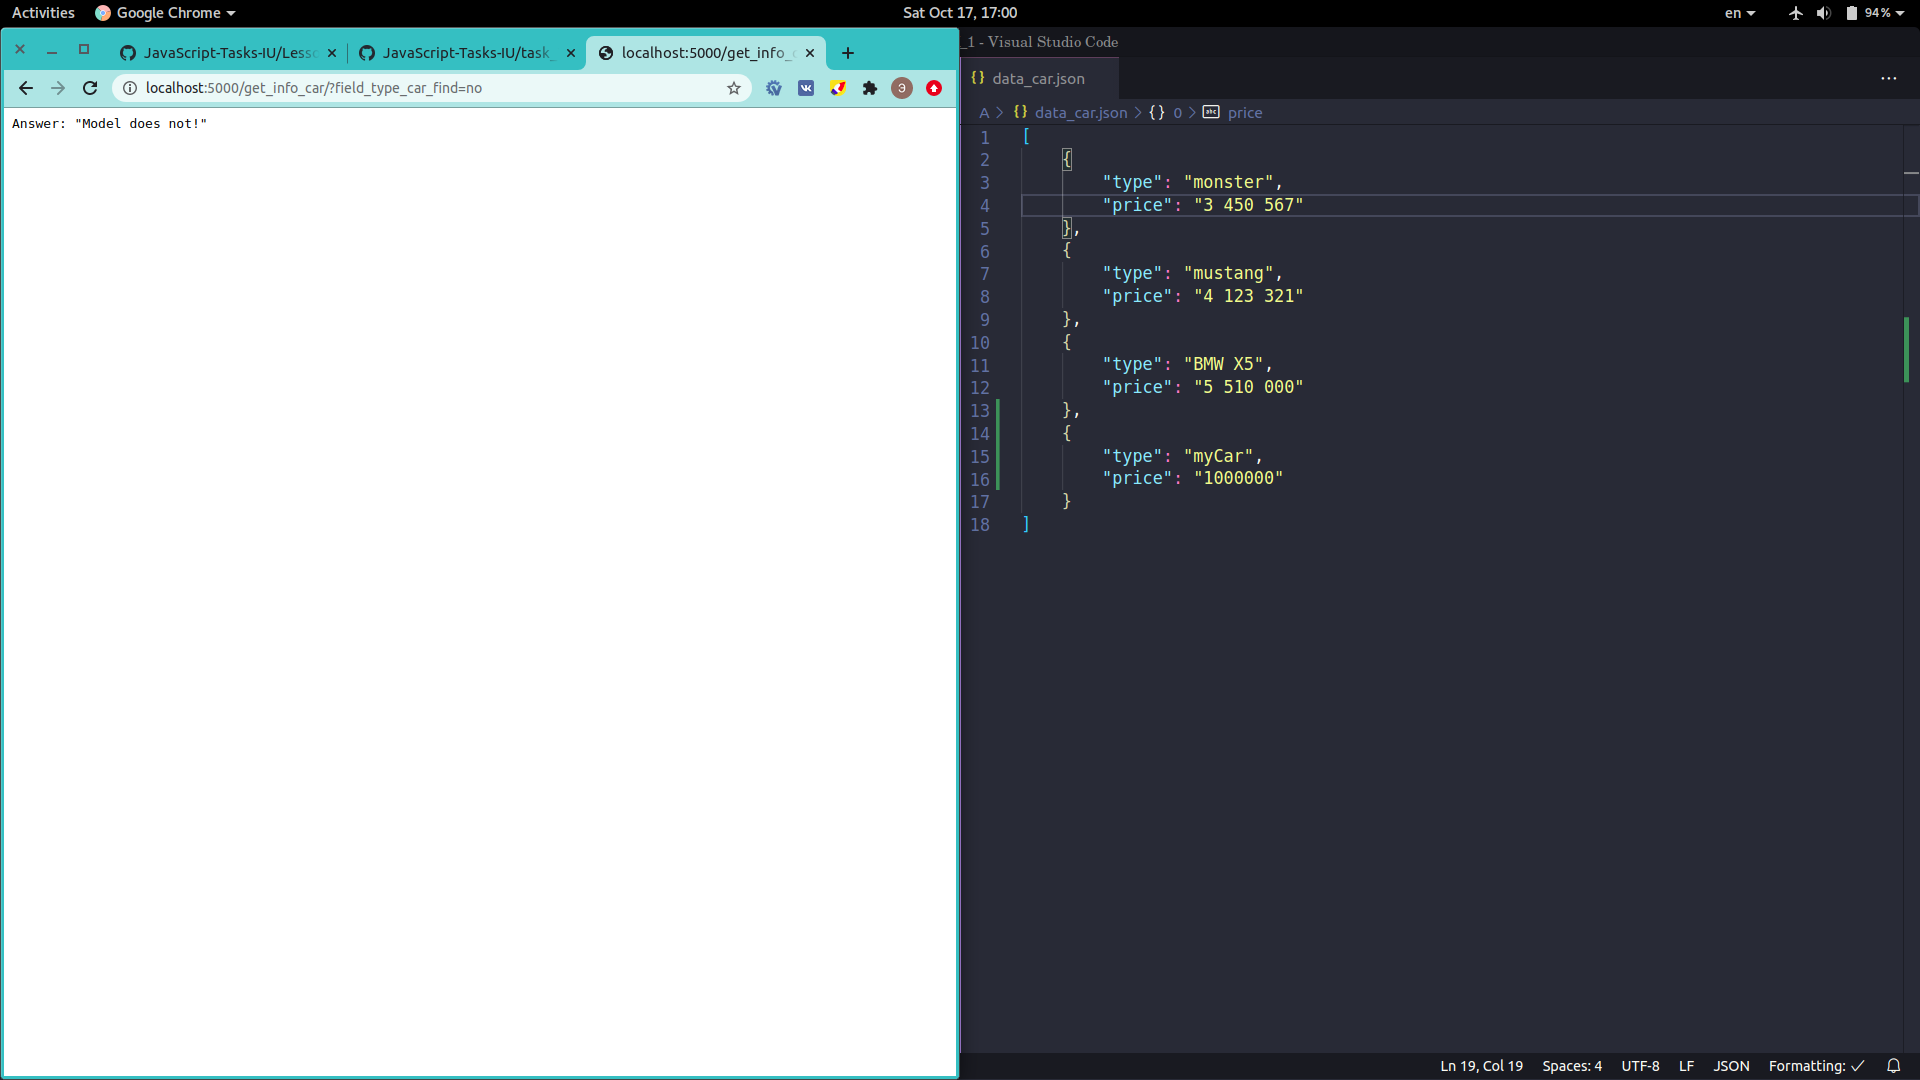 Activities Google Chrome Sat Oct 17, 17:00 en 94%
JavaScript-Tasks-IU/Lesso JavaScript-Tasks-IU/task_ localhost:5000/get_info_c
localhost:5000/get_info_car/?field_type_car_find=no
Answer: "Model does not!"
_1 - Visual Studio Code
{} data_car.json
A > {} data_car.json > {} 0 > abc price
1 [
2 {
3 "type": "monster",
4 "price": "3 450 567"
5 },
6 {
7 "type": "mustang",
8 "price": "4 123 321"
9 },
10 {
11 "type": "BMW X5",
12 "price": "5 510 000"
13 },
14 {
15 "type": "myCar",
16 "price": "1000000"
17 }
18 ]
Ln 19, Col 19 Spaces: 4 UTF-8 LF JSON Formatting: ✓